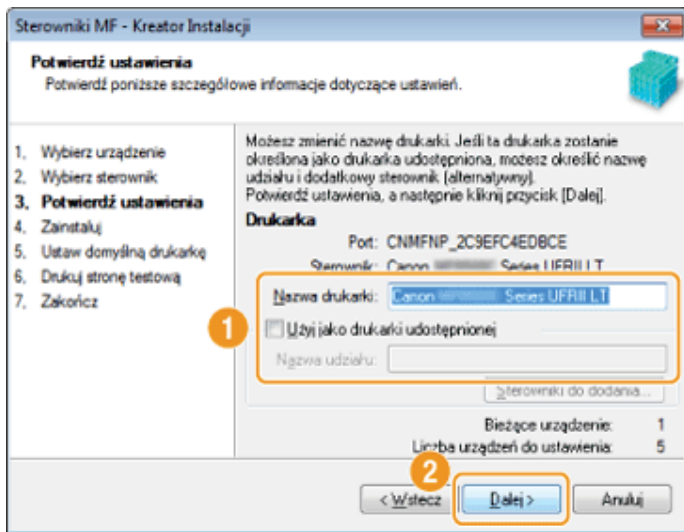 Sterowniki MF - Kreator Instalacji
Potwierdź ustawienia
Potwierdź poniższe szczegółowe informacje dotyczące ustawień.
1. Wybierz urządzenie
2. Wybierz sterownik
3. Potwierdź ustawienia
4. Zainstaluj
5. Ustaw domyślną drukarkę
6. Drukuj stronę testową
7. Zakończ
Możesz zmienić nazwę drukarki. Jeśli ta drukarka zostanie
określona jako drukarka udostępniona, możesz określić nazwę
udziału i dodatkowy sterownik (alternatywny).
Potwierdź ustawienia, a następnie kliknij przycisk [Dalej].
Drukarka
Port: CNMFNP_2C9EFC4EDBCE
Sterownik: Canon Series UFRII LT
1
Nazwa drukarki: Canon Series UFRII LT
Użyj jako drukarki udostępnionej
Nazwa udziału:
Sterowniki do dodania...
Bieżące urządzenie: 1
Liczba urządzeń do ustawienia: 5
2
< Wstecz Dalej > Anuluj